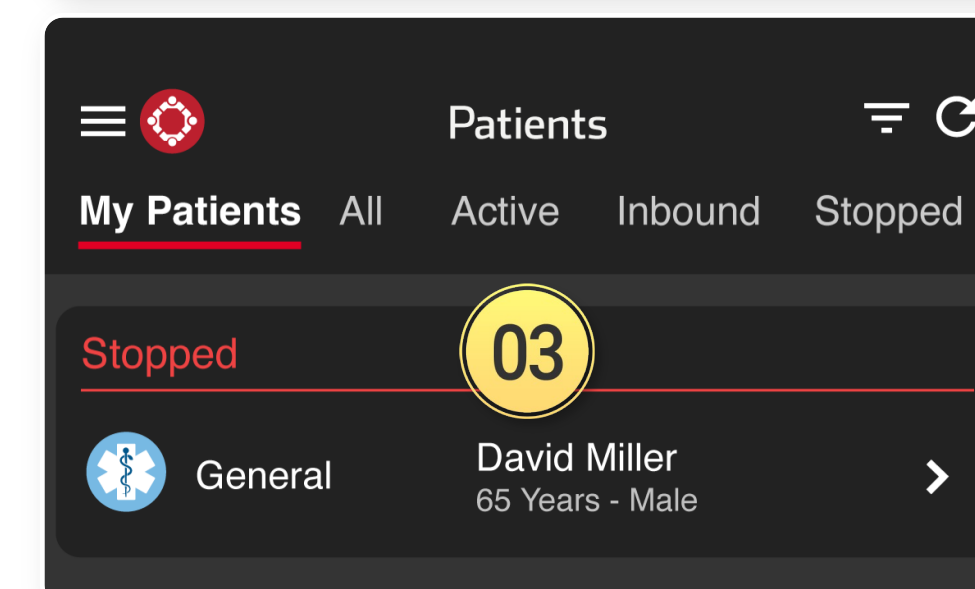 Patients
My Patients All Active Inbound Stopped
03
Stopped
General
David Miller
65 Years - Male